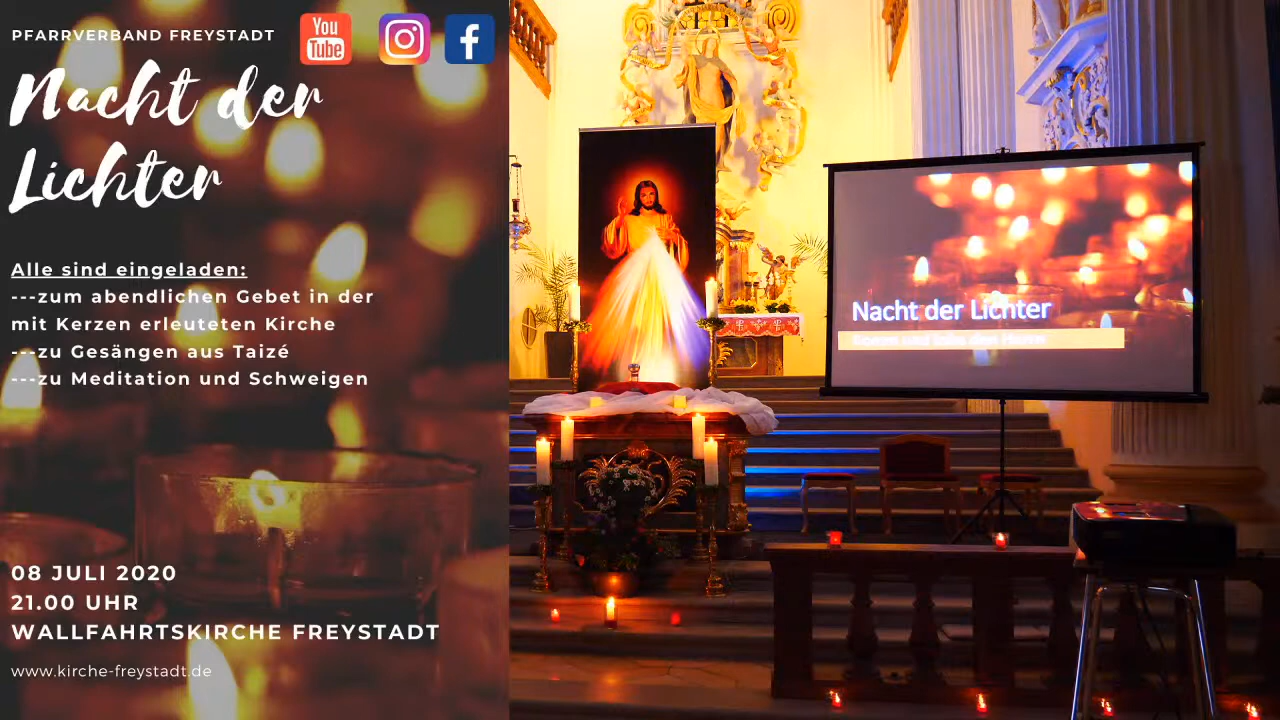 PFARRVERBAND FREYSTADT
You
Tube
Nacht der
Lichter
Alle sind eingeladen:
---zum abendlichen Gebet in der
mit Kerzen erleuteten Kirche
---zu Gesängen aus Taizé
---zu Meditation und Schweigen
08 JULI 2020
21.00 UHR
WALLFAHRTSKIRCHE FREYSTADT
www.kirche-freystadt.de
Nacht der Lichter